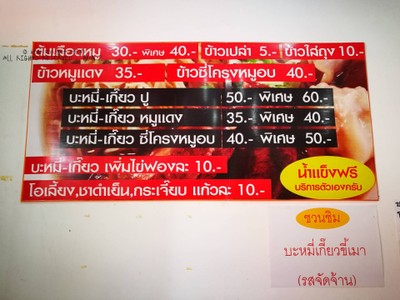 ต้มเลือดหมู 30.- พิเศษ 40.- ข้าวเปล่า 5.- ข้าวใส่ถุง 10.-
ข้าวหมูแดง 35.- ข้าวซี่โครงหมูอบ 40.-
บะหมี่-เกี๊ยว ปู 50.- พิเศษ 60.-
บะหมี่-เกี๊ยว หมูแดง 35.- พิเศษ 40.-
บะหมี่-เกี๊ยว ซี่โครงหมูอบ 40.- พิเศษ 50.-
บะหมี่-เกี๊ยว เพิ่มไข่ฟองละ 10.-
โอเลี้ยง,ชาดำเย็น,กระเจี๊ยบ แก้วละ 10.-
น้ำแข็งฟรี
บริการตัวเองครับ
ชวนชิม
บะหมี่เกี๊ยวขี้เมา
(รสจัดจ้าน)